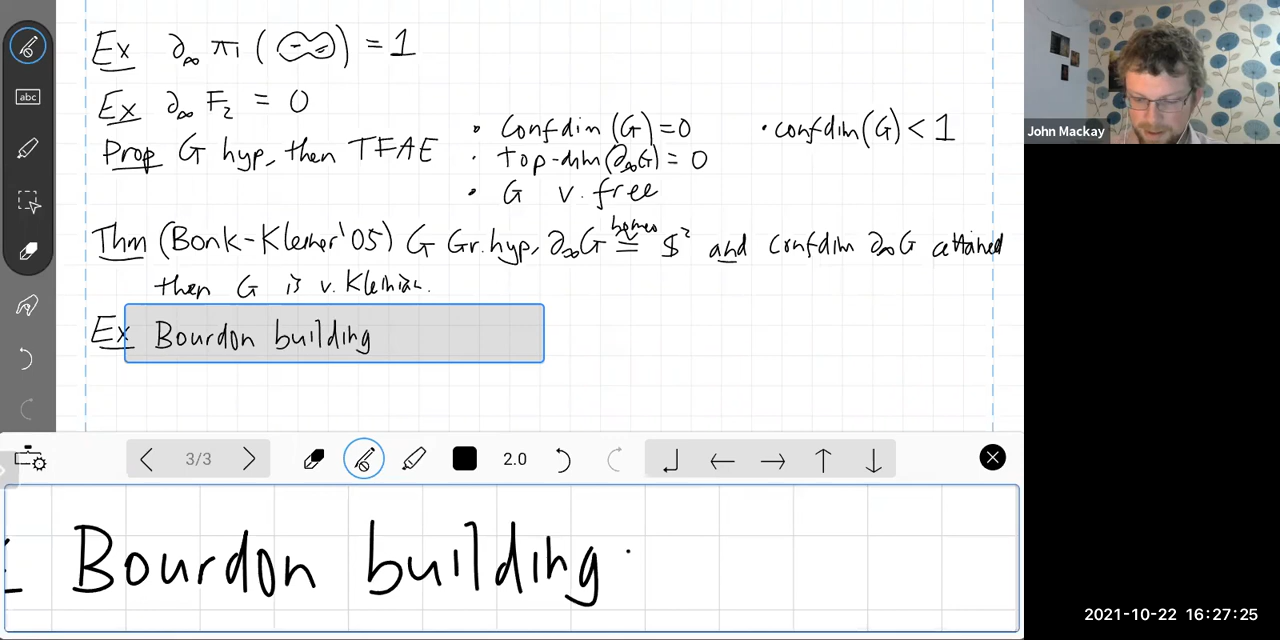 Ex ∂∞ π1 ( ) = 1
Ex ∂∞ F2 = 0
Prop G hyp, then TFAE
· Confdim (G) = 0
· top-dim (∂∞G) = 0
· G v. free
· confdim (G) < 1
Thm (Bonk-Kleiner '05) G Gr. hyp, ∂∞G ≅ homeo S² and confdim ∂∞G attained
then G is v. Kleinian.
Ex Bourdon building
abc
3/3
2.0
Bourdon building
John Mackay
2021-10-22 16:27:25